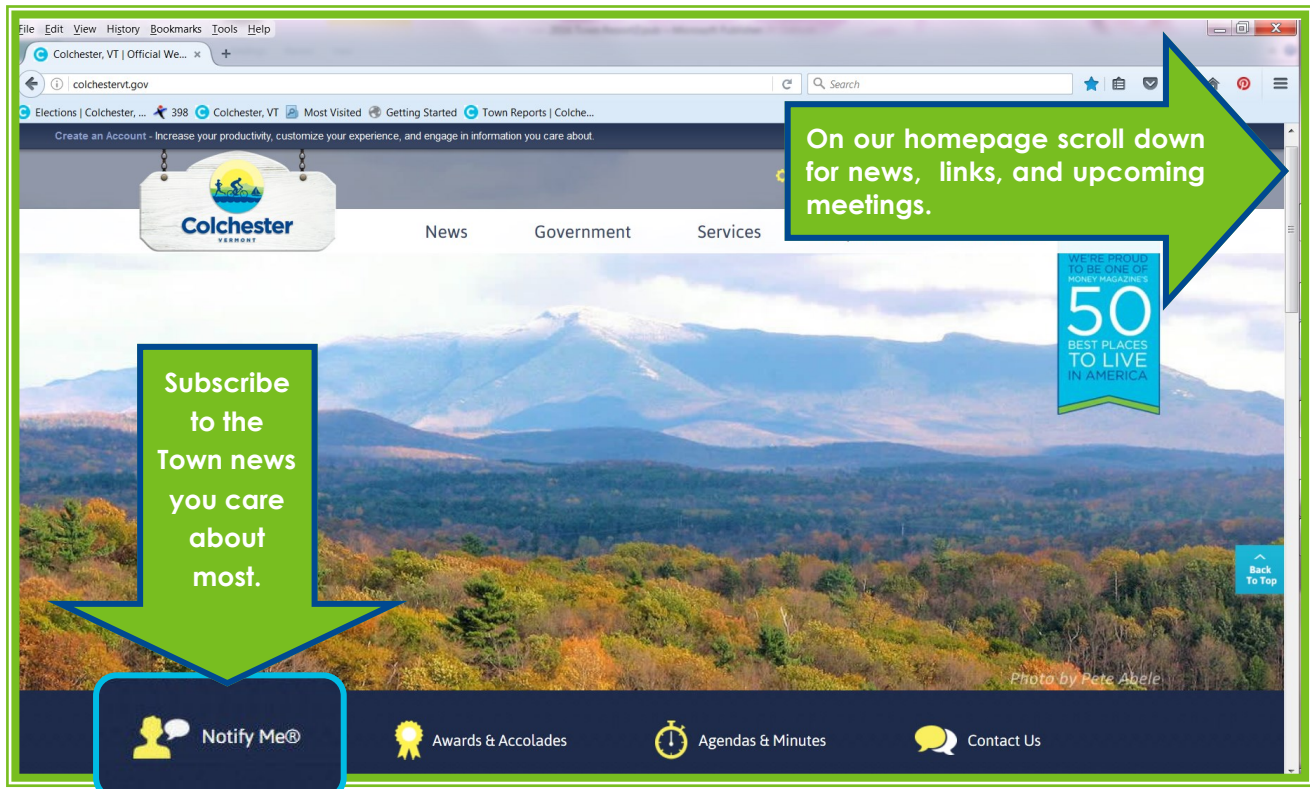 File Edit View History Bookmarks Tools Help
Colchester, VT | Official We... × +
colchestervt.gov
Search
Elections | Colchester, ... 398 Colchester, VT Most Visited Getting Started Town Reports | Colche...
Create an Account - Increase your productivity, customize your experience, and engage in information you care about.
On our homepage scroll down
for news, links, and upcoming
meetings.
Colchester
VERMONT
News Government Services
WE'RE PROUD
TO BE ONE OF
MONEY MAGAZINE'S
50
BEST PLACES
TO LIVE
IN AMERICA
Subscribe
to the
Town news
you care
about
most.
Back
To Top
Photo by Pete Abele
Notify Me® Awards & Accolades Agendas & Minutes Contact Us